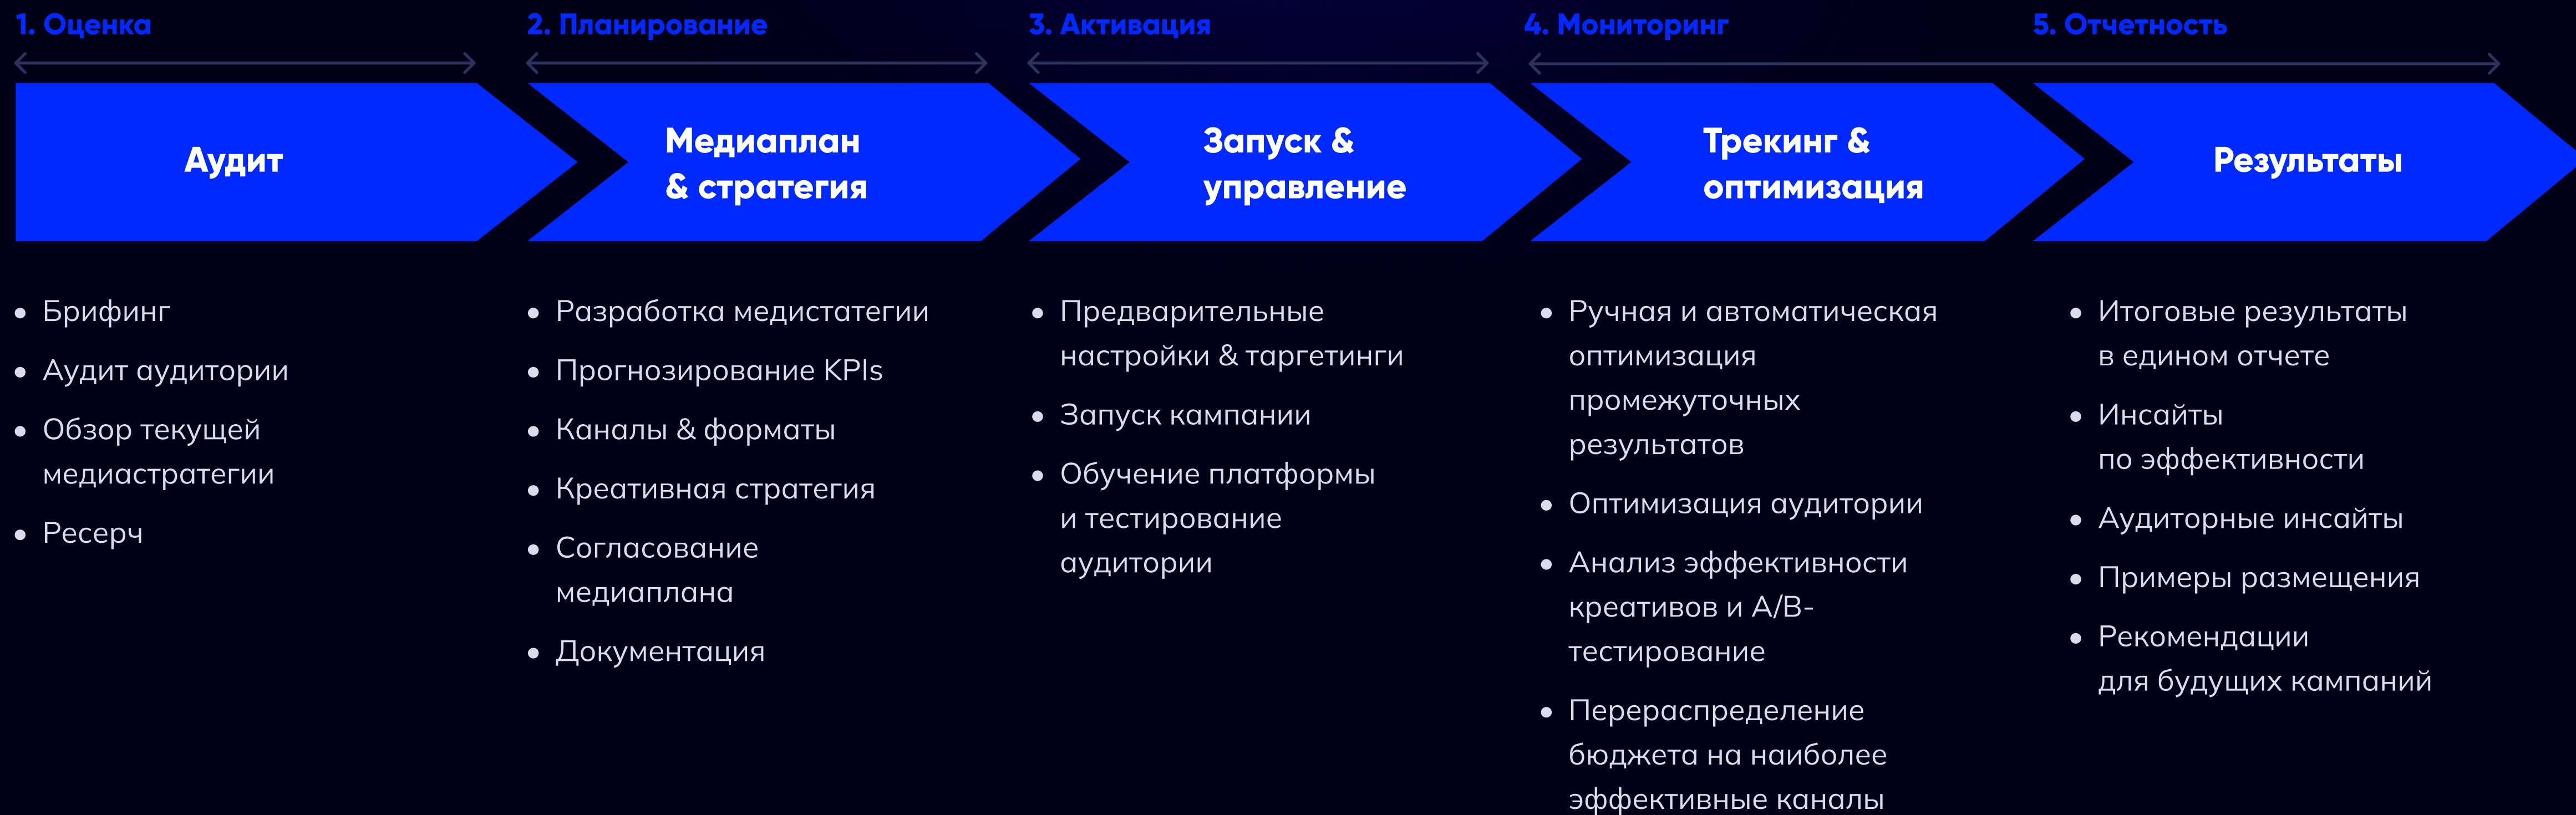 1. Оценка
2. Планирование
3. Активация
4. Мониторинг
5. Отчетность
Аудит
Медиаплан
& стратегия
Запуск &
управление
Трекинг &
оптимизация
Результаты
• Брифинг
• Аудит аудитории
• Обзор текущей
медиастратегии
• Ресерч
• Разработка медистатегии
• Прогнозирование KPIs
• Каналы & форматы
• Креативная стратегия
• Согласование
медиаплана
• Документация
• Предварительные
настройки & таргетинги
• Запуск кампании
• Обучение платформы
и тестирование
аудитории
• Ручная и автоматическая
оптимизация
промежуточных
результатов
• Оптимизация аудитории
• Анализ эффективности
креативов и A/B-
тестирование
• Перераспределение
бюджета на наиболее
эффективные каналы
• Итоговые результаты
в едином отчете
• Инсайты
по эффективности
• Аудиторные инсайты
• Примеры размещения
• Рекомендации
для будущих кампаний